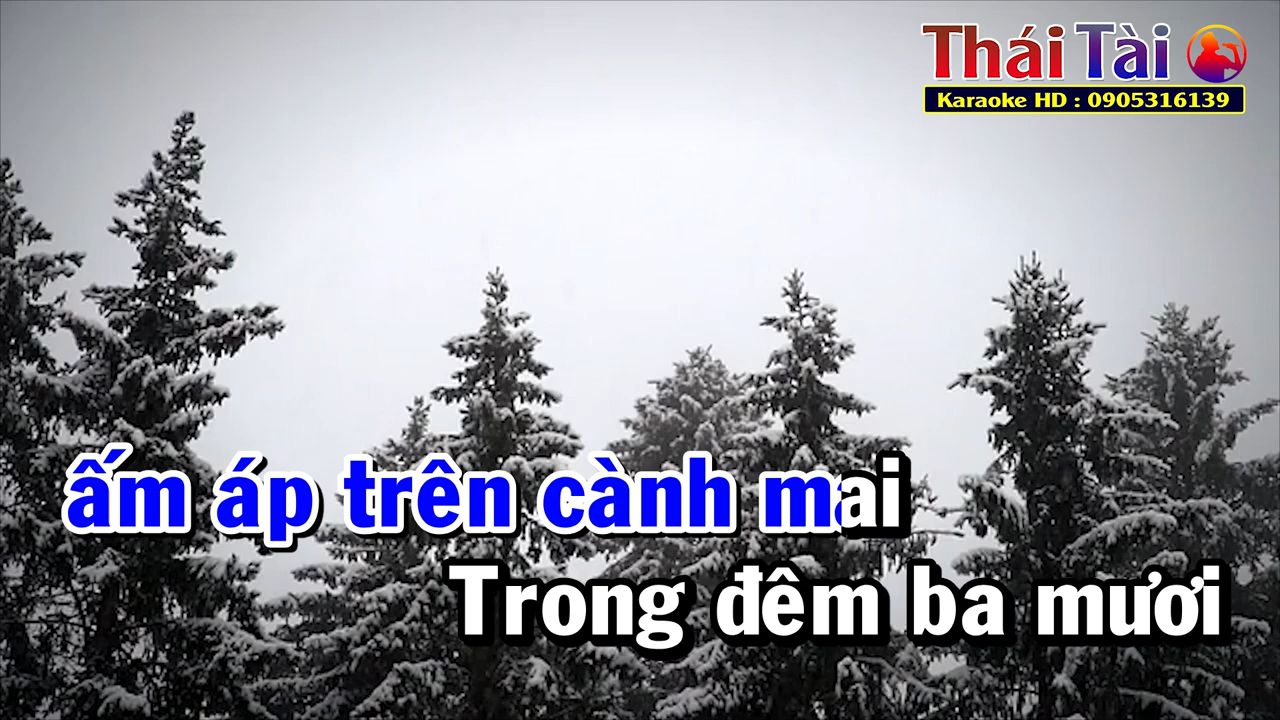 Thái Tài
Karaoke HD : 0905316139
ấm áp trên cành mai
Trong đêm ba mươi